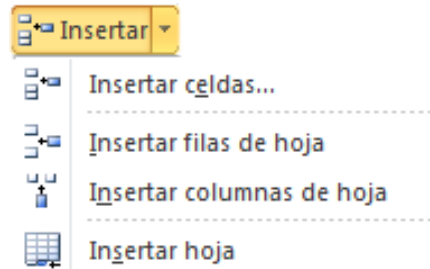 Insertar
Insertar celdas...
Insertar filas de hoja
Insertar columnas de hoja
Insertar hoja